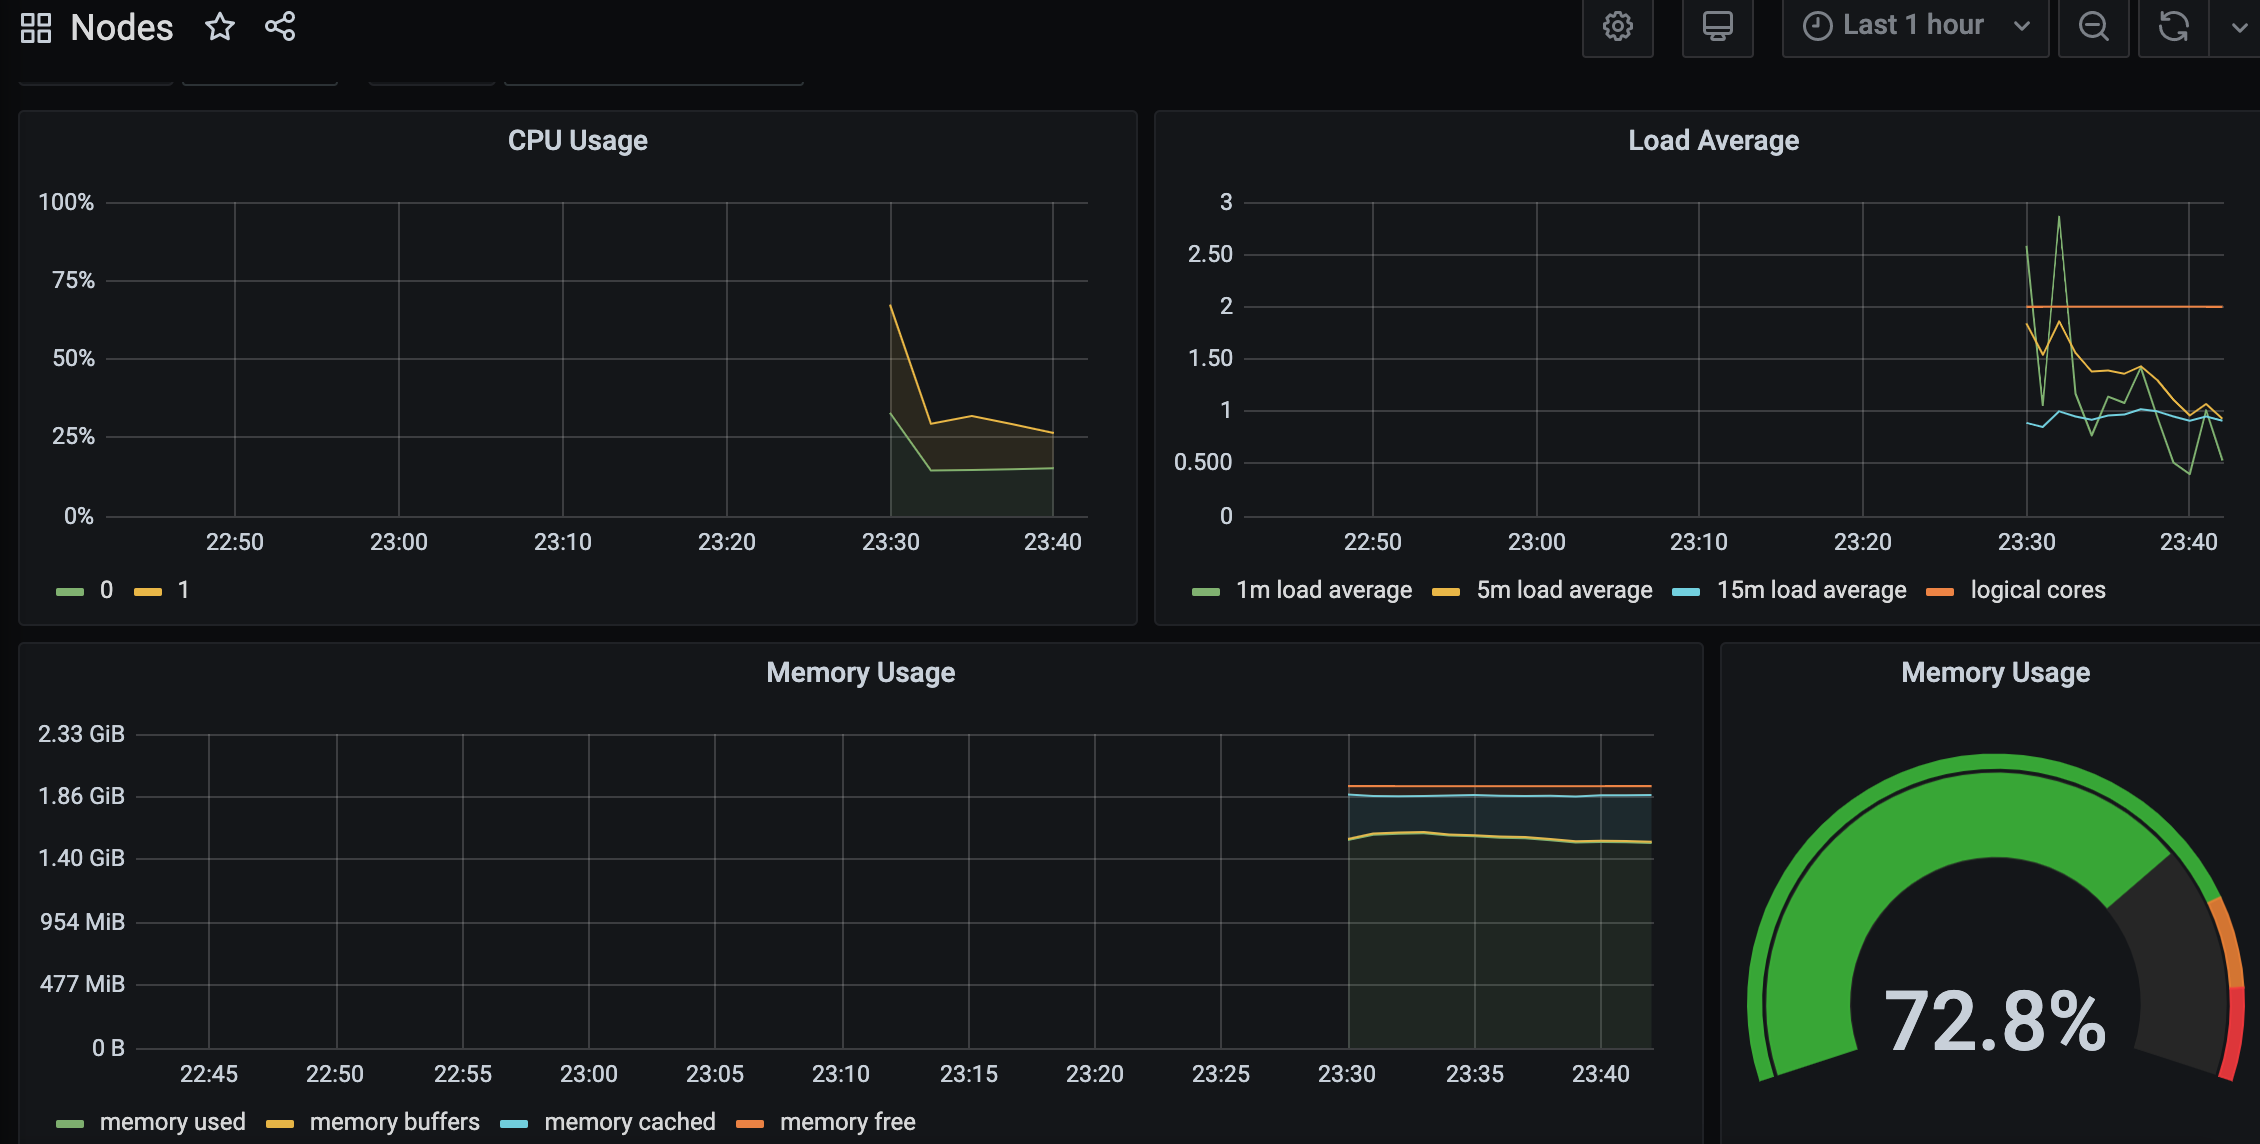 Nodes
Last 1 hour
CPU Usage
100%
75%
50%
25%
0%
22:50 23:00 23:10 23:20 23:30 23:40
0 1
Load Average
3
2.50
2
1.50
1
0.500
0
22:50 23:00 23:10 23:20 23:30 23:40
1m load average 5m load average 15m load average logical cores
Memory Usage
2.33 GiB
1.86 GiB
1.40 GiB
954 MiB
477 MiB
0 B
22:45 22:50 22:55 23:00 23:05 23:10 23:15 23:20 23:25 23:30 23:35 23:40
memory used memory buffers memory cached memory free
Memory Usage
72.8%